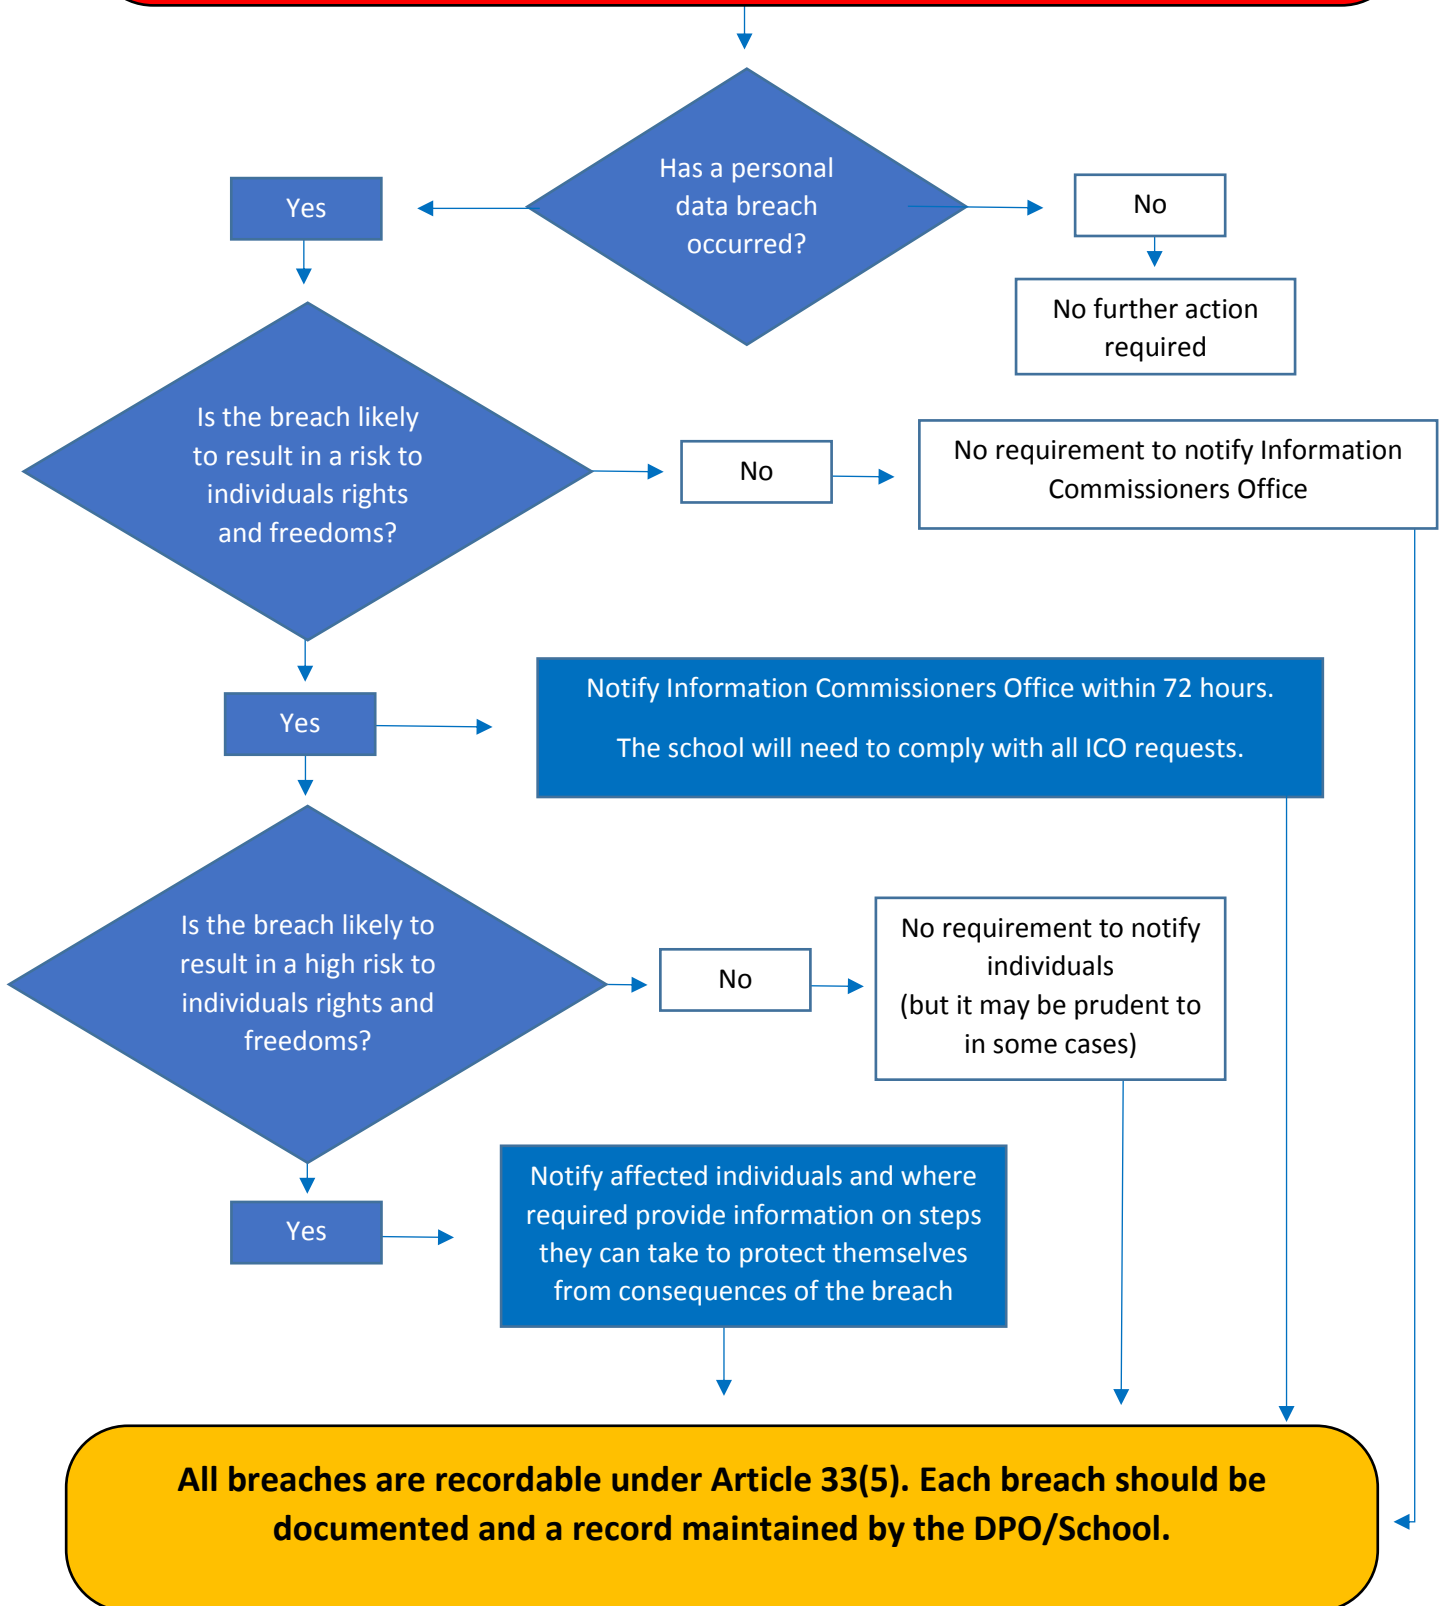 Has a personal
data breach
occurred?
Yes
No
No further action
required
Is the breach likely
to result in a risk to
individuals rights
and freedoms?
No
No requirement to notify Information
Commissioners Office
Yes
Notify Information Commissioners Office within 72 hours.
The school will need to comply with all ICO requests.
Is the breach likely to
result in a high risk to
individuals rights and
freedoms?
No
No requirement to notify
individuals
(but it may be prudent to
in some cases)
Yes
Notify affected individuals and where
required provide information on steps
they can take to protect themselves
from consequences of the breach
All breaches are recordable under Article 33(5). Each breach should be
documented and a record maintained by the DPO/School.